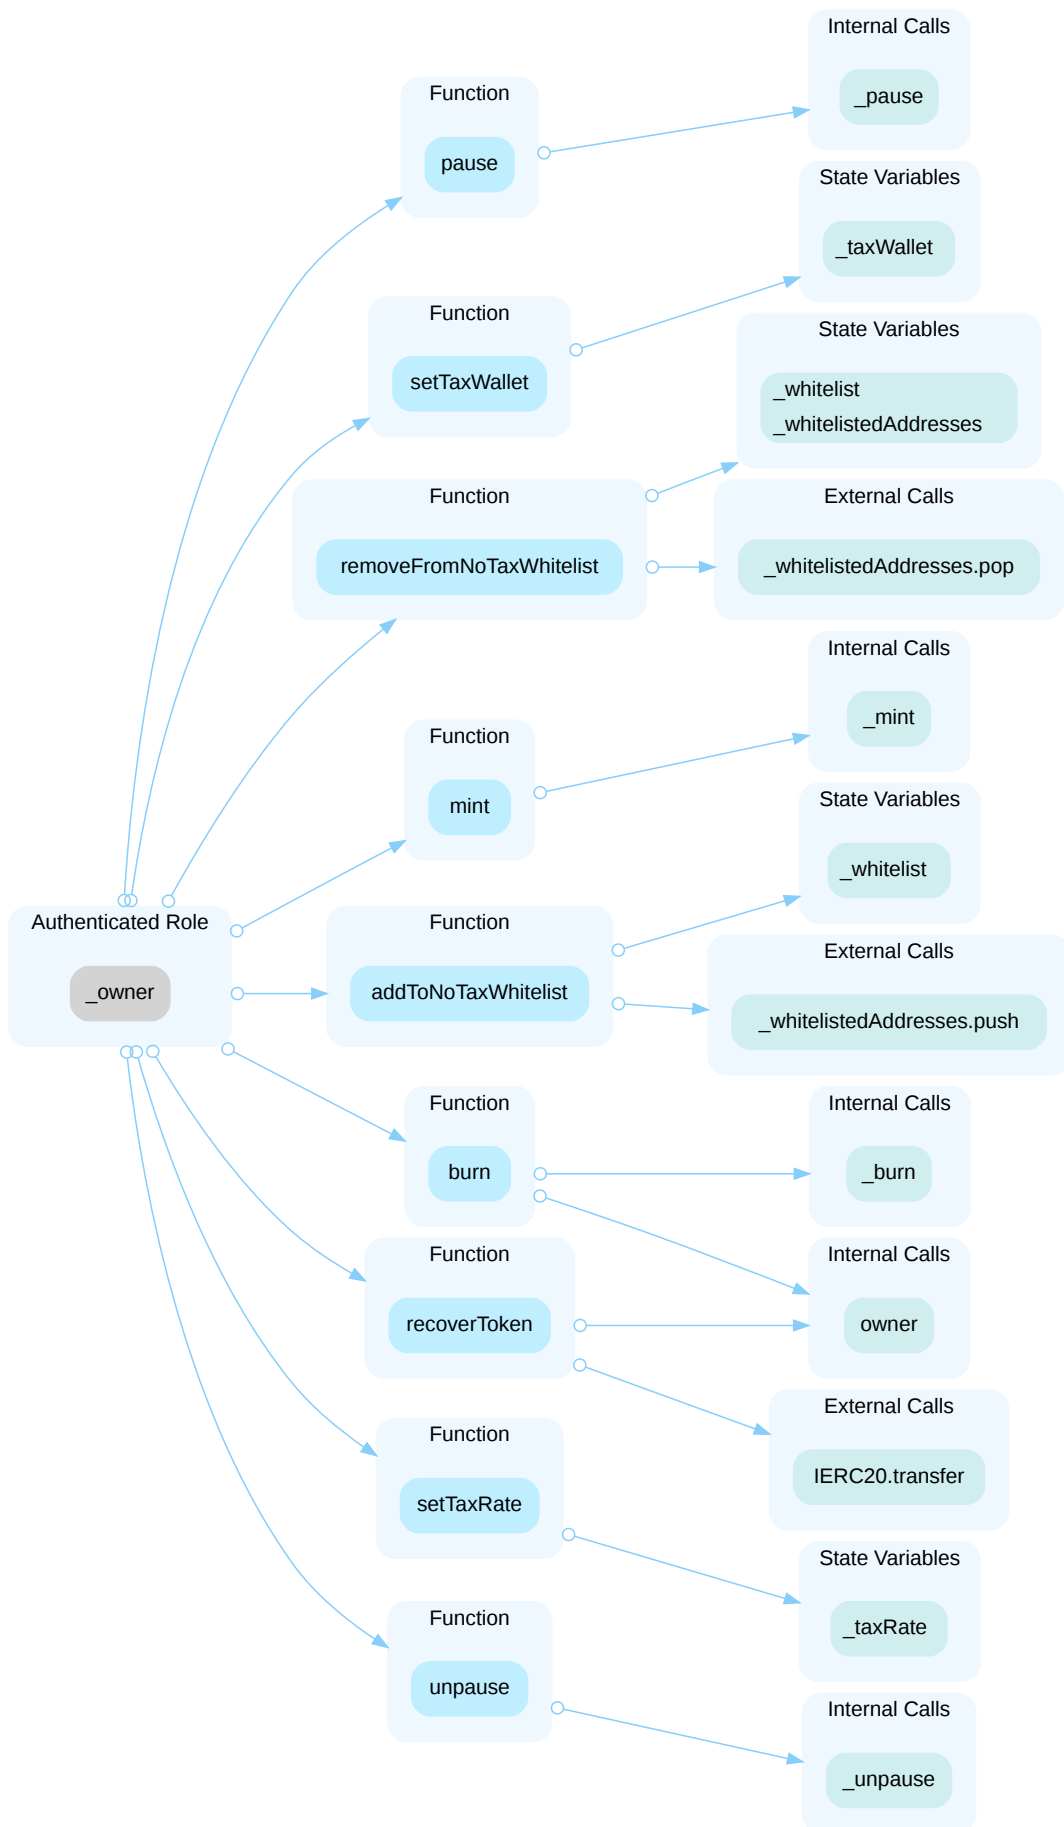 Internal Calls
_pause
Function
pause
State Variables
_taxWallet
Function
setTaxWallet
State Variables
_whitelist
_whitelistedAddresses
Function
removeFromNoTaxWhitelist
External Calls
_whitelistedAddresses.pop
Internal Calls
_mint
Function
mint
State Variables
_whitelist
Authenticated Role
_owner
Function
addToNoTaxWhitelist
External Calls
_whitelistedAddresses.push
Function
burn
Internal Calls
_burn
Function
recoverToken
Internal Calls
owner
External Calls
IERC20.transfer
Function
setTaxRate
State Variables
_taxRate
Function
unpause
Internal Calls
_unpause